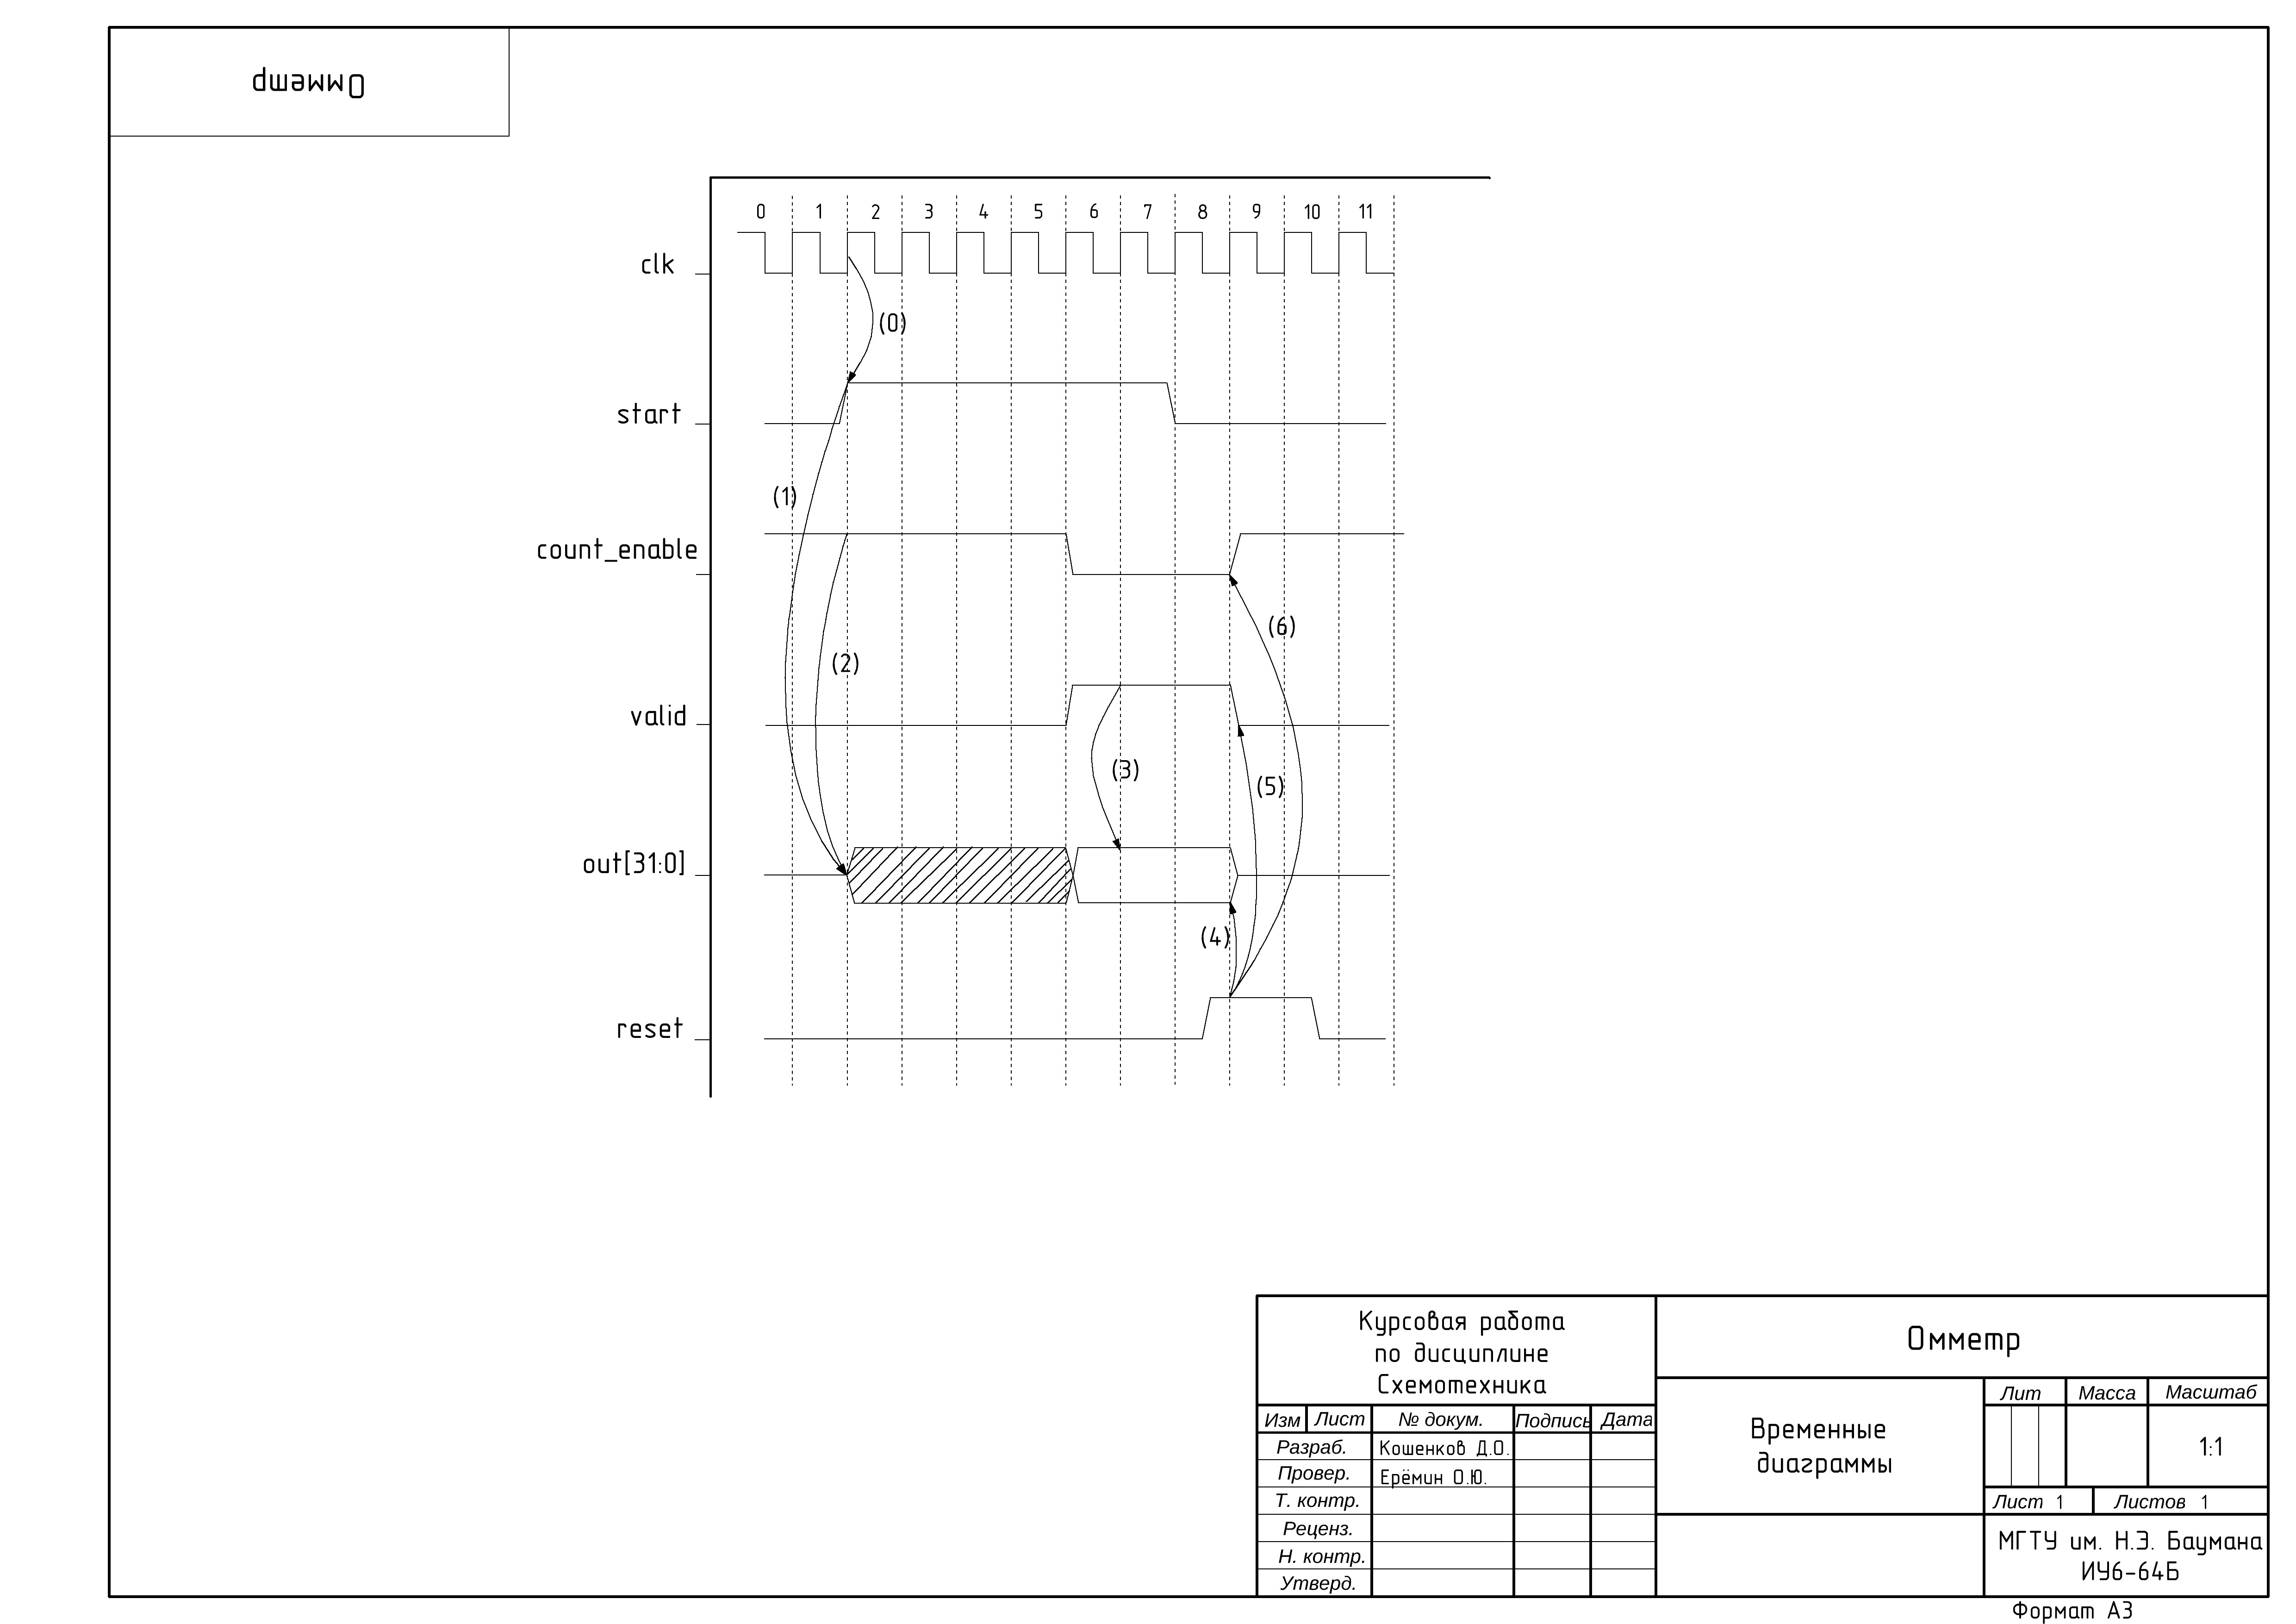 Омметр
0 1 2 3 4 5 6 7 8 9 10 11
clk
(0)
start
(1)
count_enable
(6)
(2)
valid
(3)
(5)
out[31:0]
(4)
reset
Курсовая работа
по дисциплине
Схемотехника
Омметр
Изм Лист № докум. Подпись Дата
Разраб. Кошенков Д.О.
Провер. Ерёмин О.Ю.
Т. контр.
Реценз.
Н. контр.
Утверд.
Временные
диаграммы
Лит Масса Масштаб
1:1
Лист 1 Листов 1
МГТУ им. Н.Э. Баумана
ИУ6-64Б
Формат А3